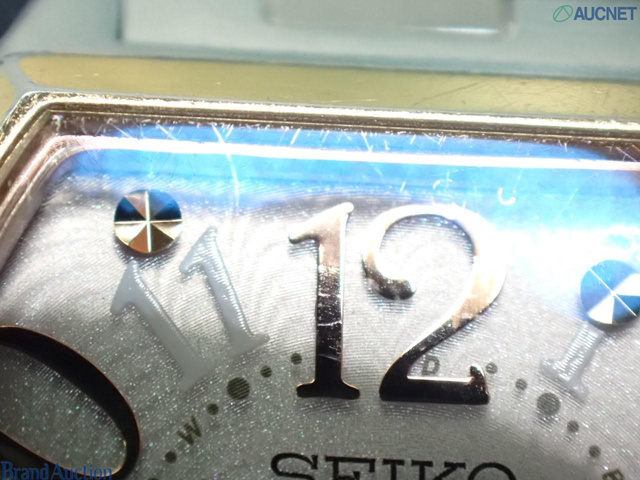 AUCNET
12
11
1
D
W
SEIKO
Brand Auction